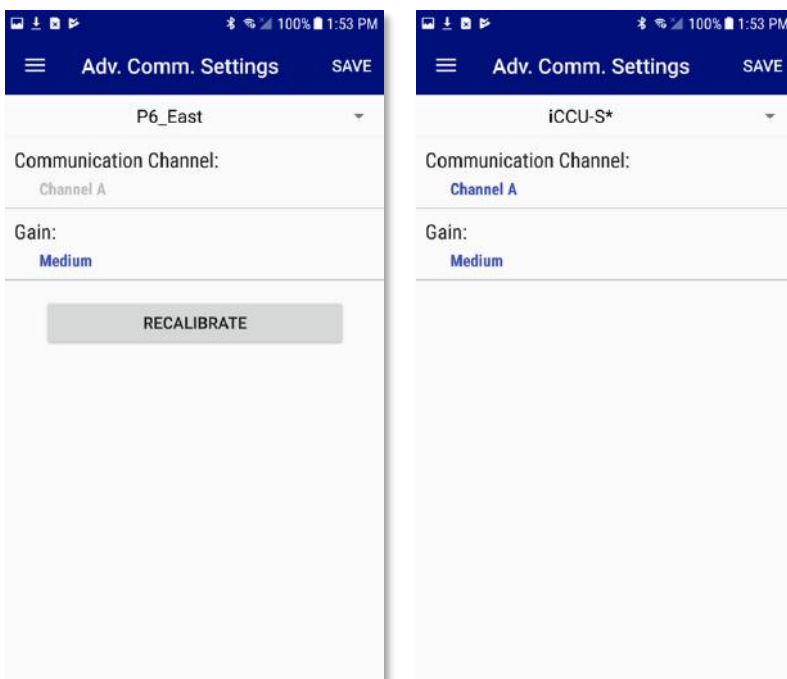 100% 1:53 PM
Adv. Comm. Settings SAVE
P6_East
Communication Channel:
Channel A
Gain:
Medium
RECALIBRATE
100% 1:53 PM
Adv. Comm. Settings SAVE
iCCU-S*
Communication Channel:
Channel A
Gain:
Medium